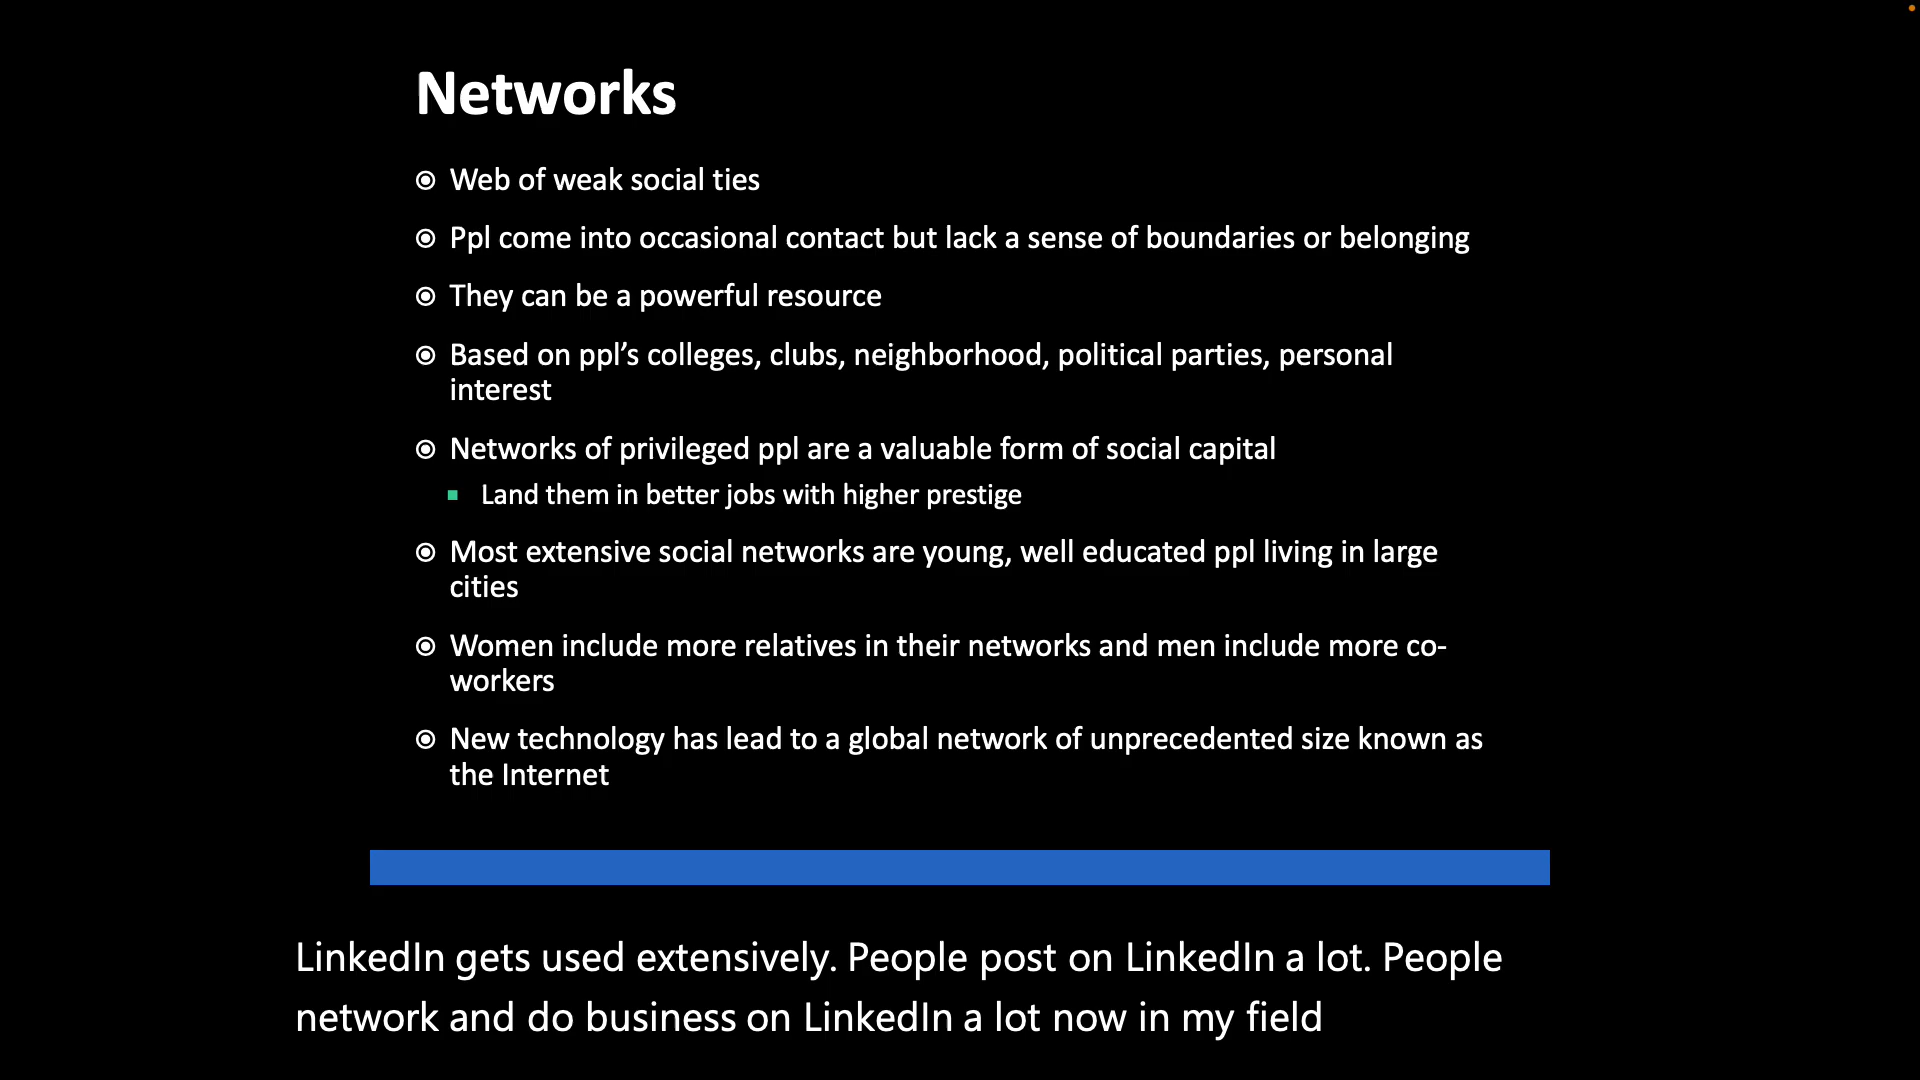 Networks
Web of weak social ties
Ppl come into occasional contact but lack a sense of boundaries or belonging
They can be a powerful resource
Based on ppl’s colleges, clubs, neighborhood, political parties, personal
interest
Networks of privileged ppl are a valuable form of social capital
Land them in better jobs with higher prestige
Most extensive social networks are young, well educated ppl living in large
cities
Women include more relatives in their networks and men include more co-
workers
New technology has lead to a global network of unprecedented size known as
the Internet
LinkedIn gets used extensively. People post on LinkedIn a lot. People
network and do business on LinkedIn a lot now in my field